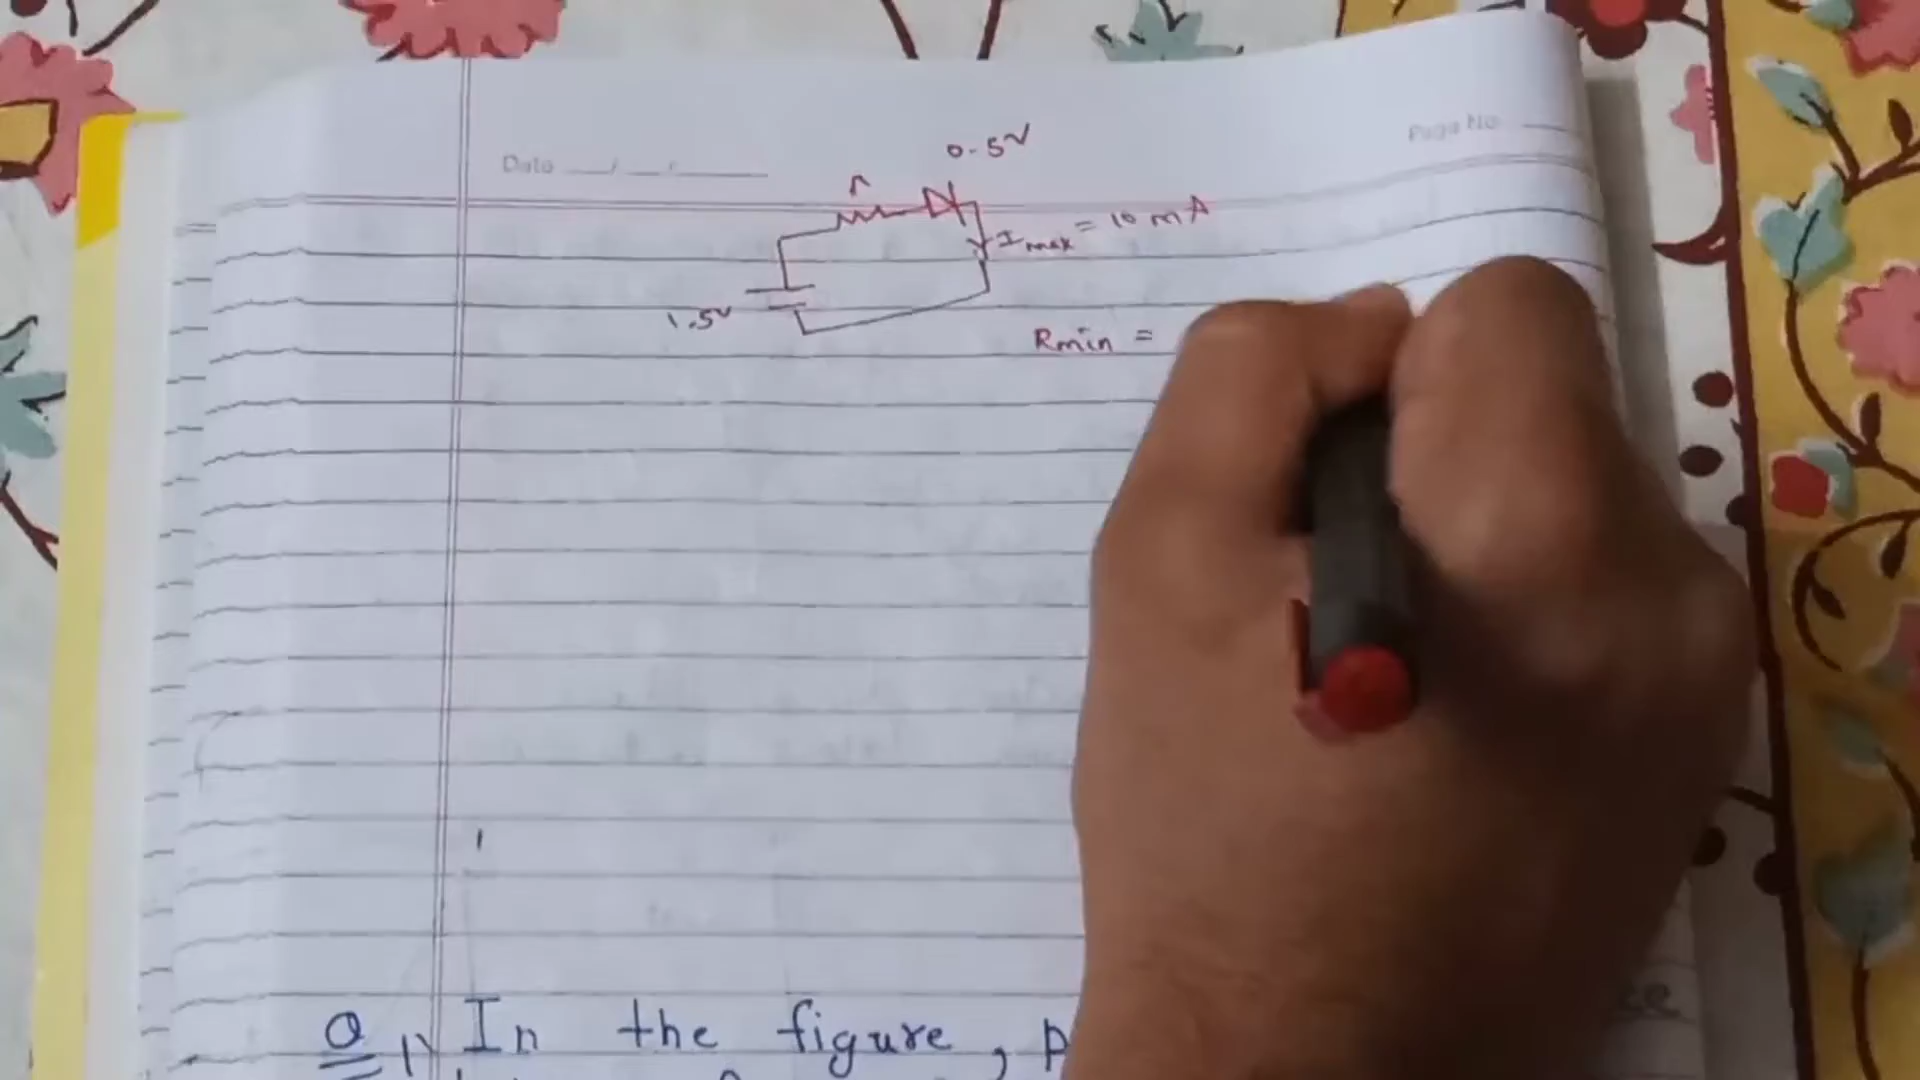 0.5V
Date
Page No
r
Imax = 10 mA
1.5V
Rmin =
Q 1) In the figure,